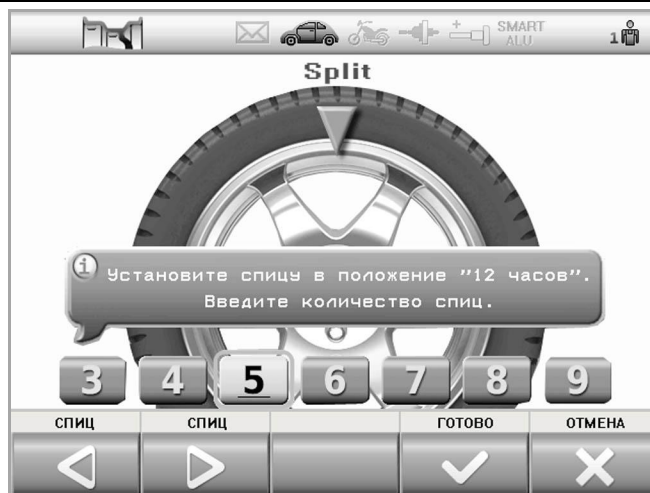 SMART
ALU
1
Split
i
Установите спицу в положение "12 часов".
Введите количество спиц.
3 4 5 6 7 8 9
СПИЦ СПИЦ ГОТОВО ОТМЕНА